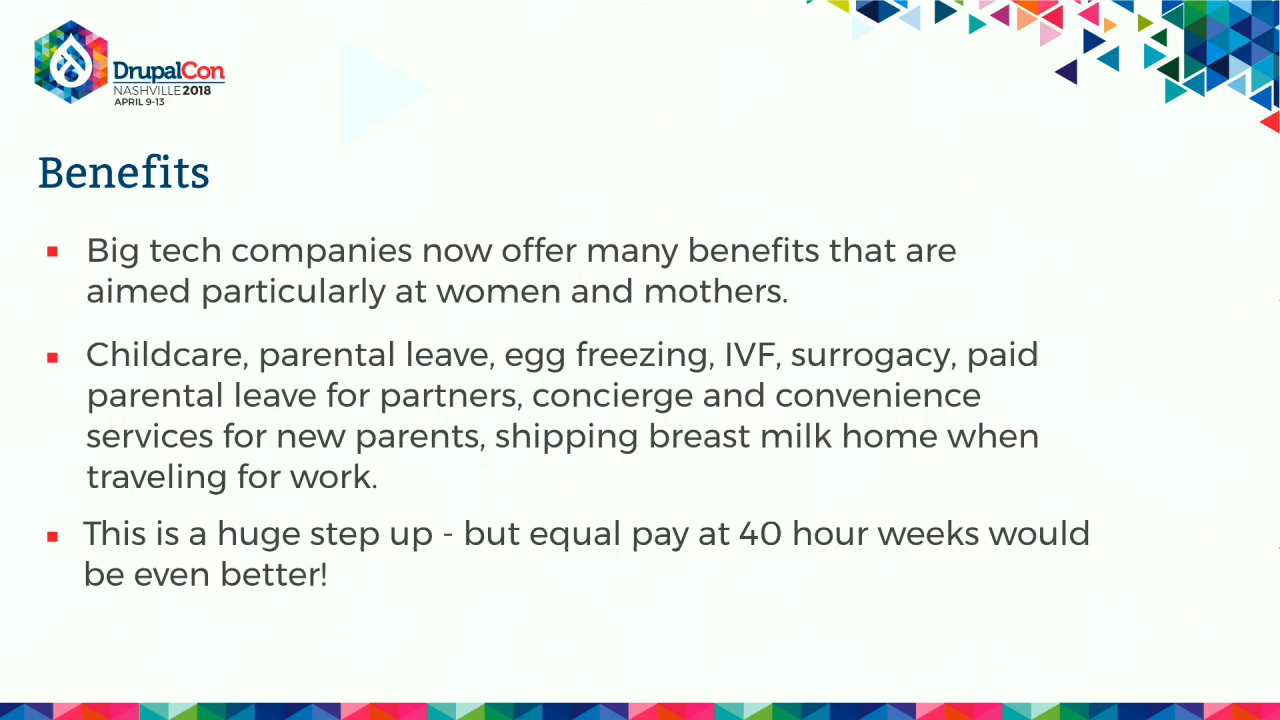 DrupalCon
NASHVILLE 2018
APRIL 9-13
Benefits
Big tech companies now offer many benefits that are
aimed particularly at women and mothers.
Childcare, parental leave, egg freezing, IVF, surrogacy, paid
parental leave for partners, concierge and convenience
services for new parents, shipping breast milk home when
traveling for work.
This is a huge step up - but equal pay at 40 hour weeks would
be even better!